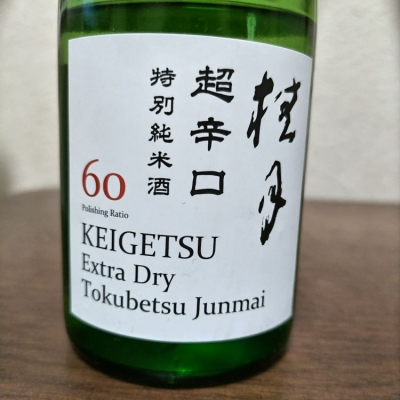 桂月
超辛口
特別純米酒
60
Polishing Ratio
KEIGETSU
Extra Dry
Tokubetsu Junmai